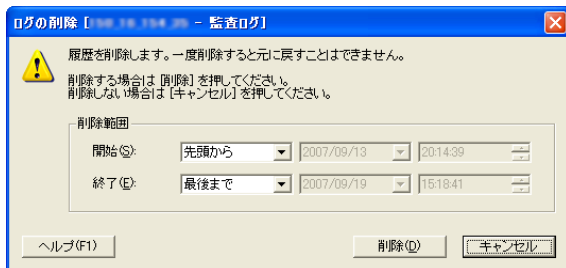 ログの削除 [ - 監査ログ]
履歴を削除します。一度削除すると元に戻すことはできません。
削除する場合は [削除] を押してください。
削除しない場合は [キャンセル] を押してください。
削除範囲
開始(S): 先頭から 2007/09/13 20:14:39
終了(E): 最後まで 2007/09/19 15:18:41
ヘルプ(F1) 削除(D) キャンセル